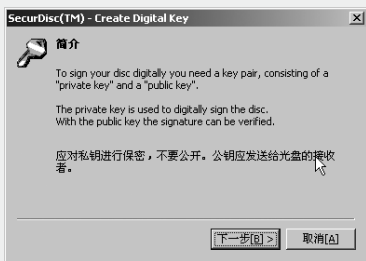 SecurDisc(TM) - Create Digital Key
简介
To sign your disc digitally you need a key pair, consisting of a
"private key" and a "public key".
The private key is used to digitally sign the disc.
With the public key the signature can be verified.
应对私钥进行保密，不要公开。公钥应发送给光盘的接收
者。
下一步[B] >
取消[A]